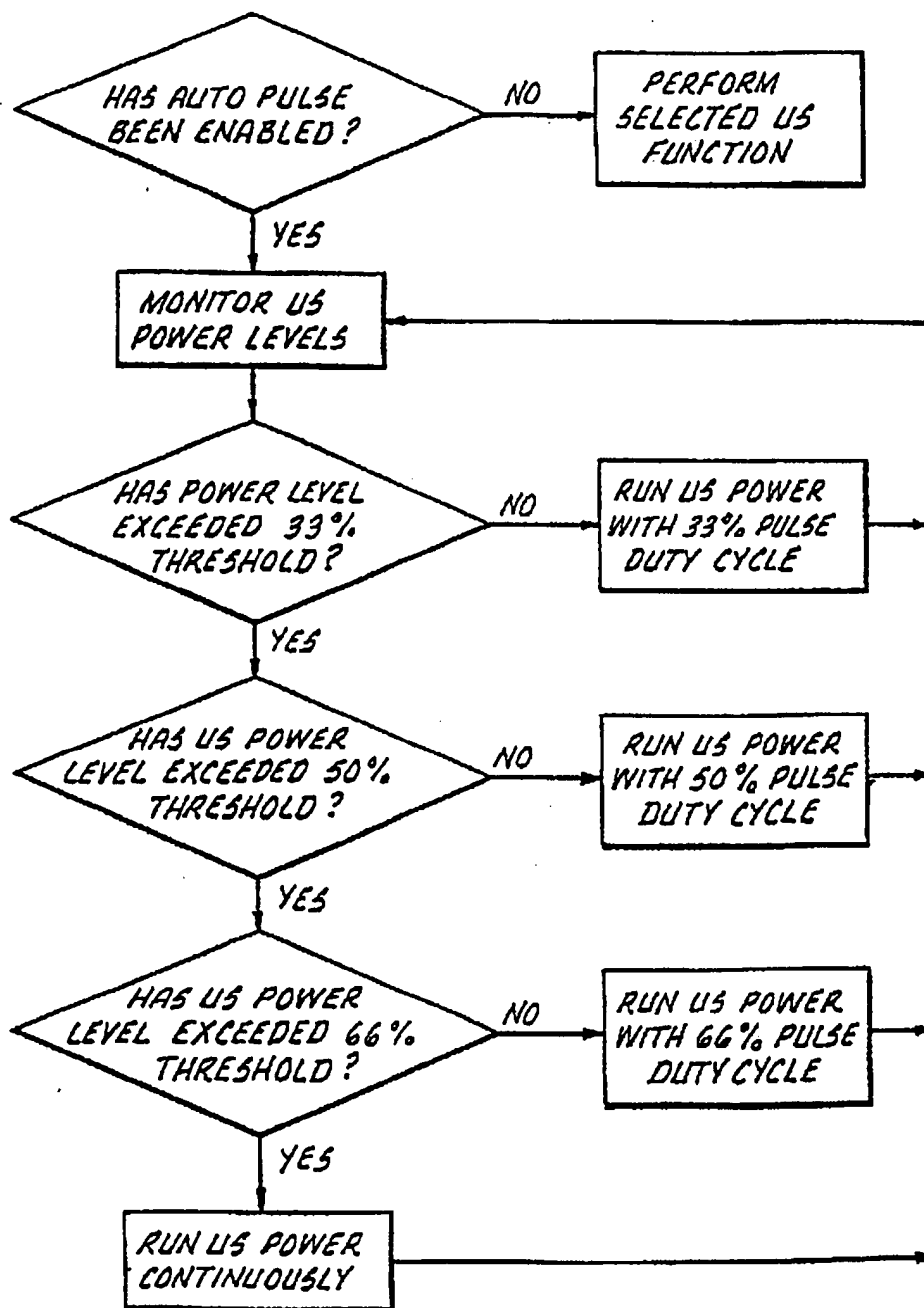 HAS AUTO PULSE
BEEN ENABLED?
NO
PERFORM
SELECTED US
FUNCTION
YES
MONITOR US
POWER LEVELS
HAS POWER LEVEL
EXCEEDED 33%
THRESHOLD?
NO
RUN US POWER
WITH 33% PULSE
DUTY CYCLE
YES
HAS US POWER
LEVEL EXCEEDED 50%
THRESHOLD?
NO
RUN US POWER
WITH 50% PULSE
DUTY CYCLE
YES
HAS US POWER
LEVEL EXCEEDED 66%
THRESHOLD?
NO
RUN US POWER
WITH 66% PULSE
DUTY CYCLE
YES
RUN US POWER
CONTINUOUSLY